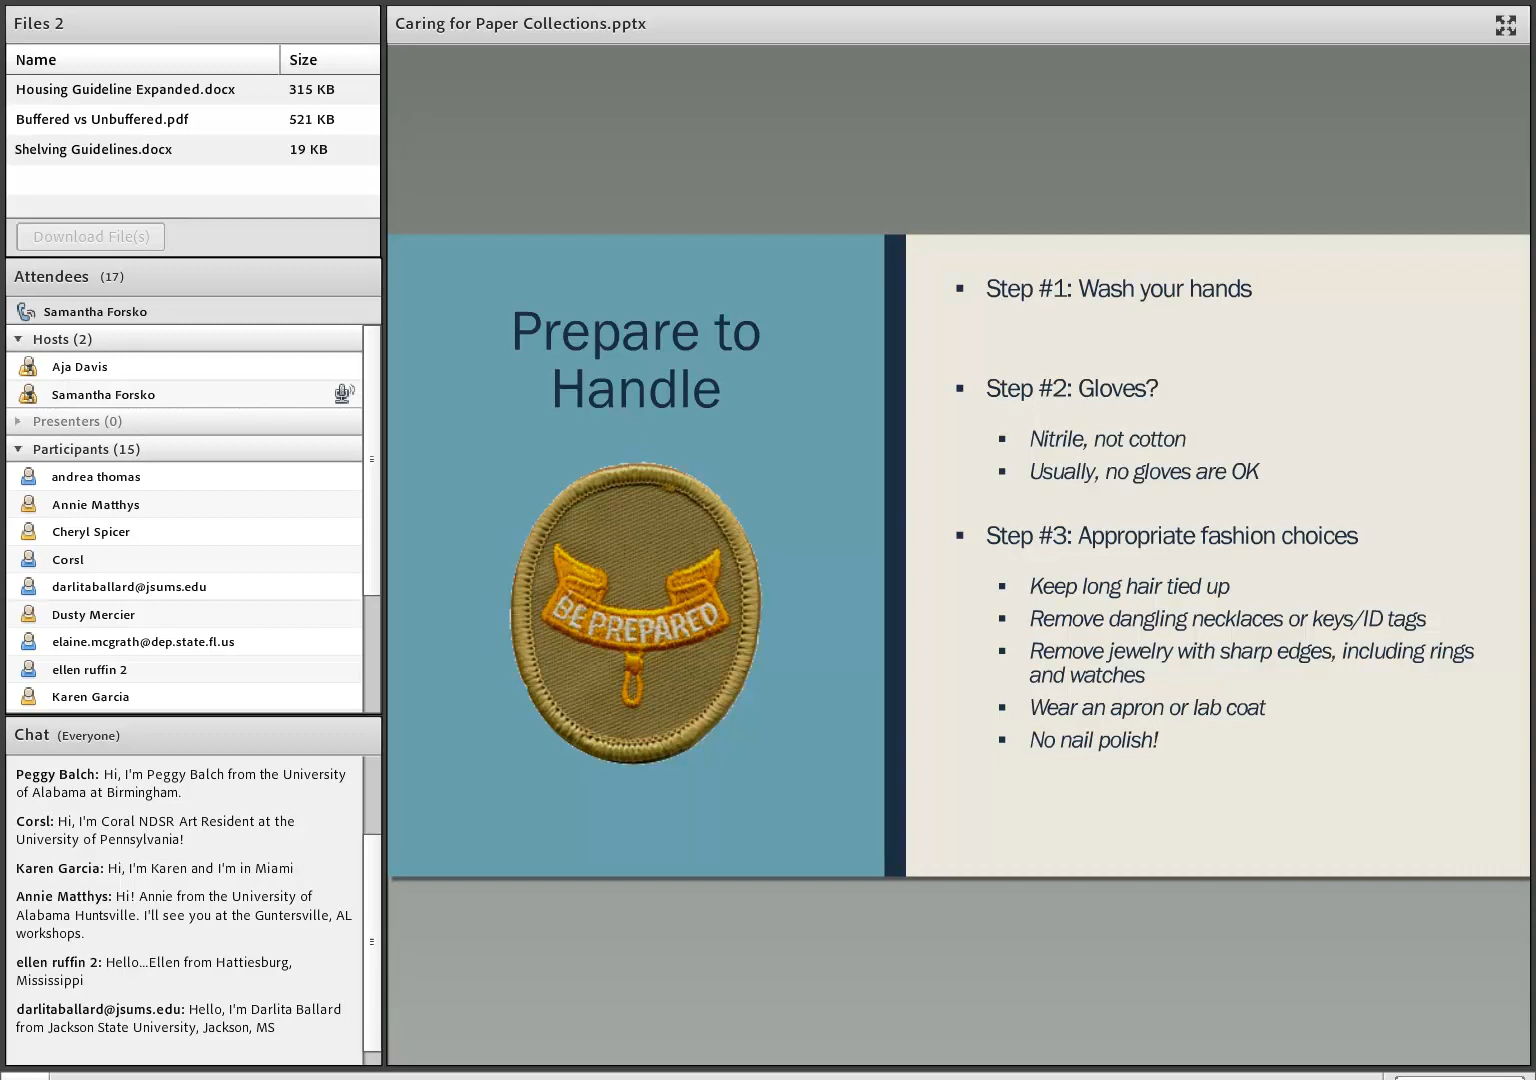 Files 2
Name Size
Housing Guideline Expanded.docx 315 KB
Buffered vs Unbuffered.pdf 521 KB
Shelving Guidelines.docx 19 KB
Download File(s)
Attendees (17)
Samantha Forsko
Hosts (2)
Aja Davis
Samantha Forsko
Presenters (0)
Participants (15)
andrea thomas
Annie Matthys
Cheryl Spicer
Corsl
darlitaballard@jsums.edu
Dusty Mercier
elaine.mcgrath@dep.state.fl.us
ellen ruffin 2
Karen Garcia
Chat (Everyone)
Peggy Balch: Hi, I'm Peggy Balch from the University
of Alabama at Birmingham.
Corsl: Hi, I'm Coral NDSR Art Resident at the
University of Pennsylvania!
Karen Garcia: Hi, I'm Karen and I'm in Miami
Annie Matthys: Hi! Annie from the University of
Alabama Huntsville. I'll see you at the Guntersville, AL
workshops.
ellen ruffin 2: Hello...Ellen from Hattiesburg,
Mississippi
darlitaballard@jsums.edu: Hello, I'm Darlita Ballard
from Jackson State University, Jackson, MS
Caring for Paper Collections.pptx
Prepare to
Handle
BE PREPARED
Step #1: Wash your hands
Step #2: Gloves?
Nitrile, not cotton
Usually, no gloves are OK
Step #3: Appropriate fashion choices
Keep long hair tied up
Remove dangling necklaces or keys/ID tags
Remove jewelry with sharp edges, including rings
and watches
Wear an apron or lab coat
No nail polish!